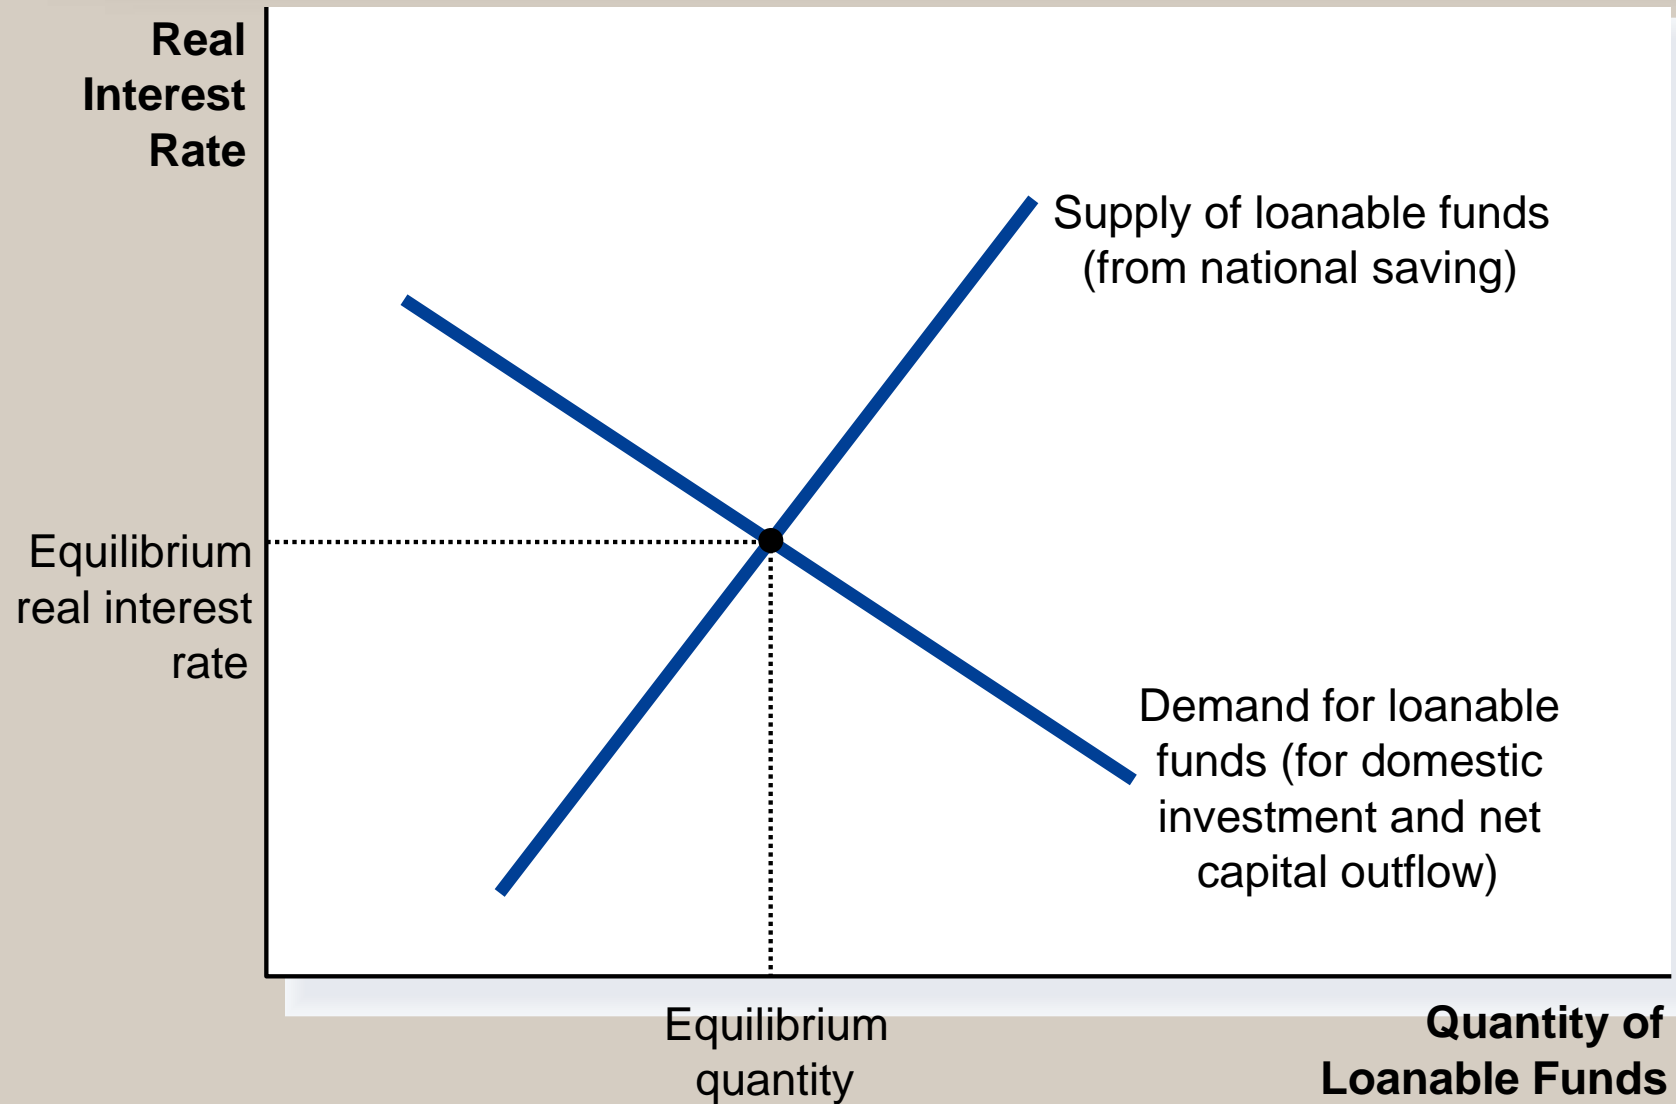 Real
Interest
Rate
Supply of loanable funds
(from national saving)
Equilibrium
real interest
rate
Demand for loanable
funds (for domestic
investment and net
capital outflow)
Equilibrium
quantity
Quantity of
Loanable Funds